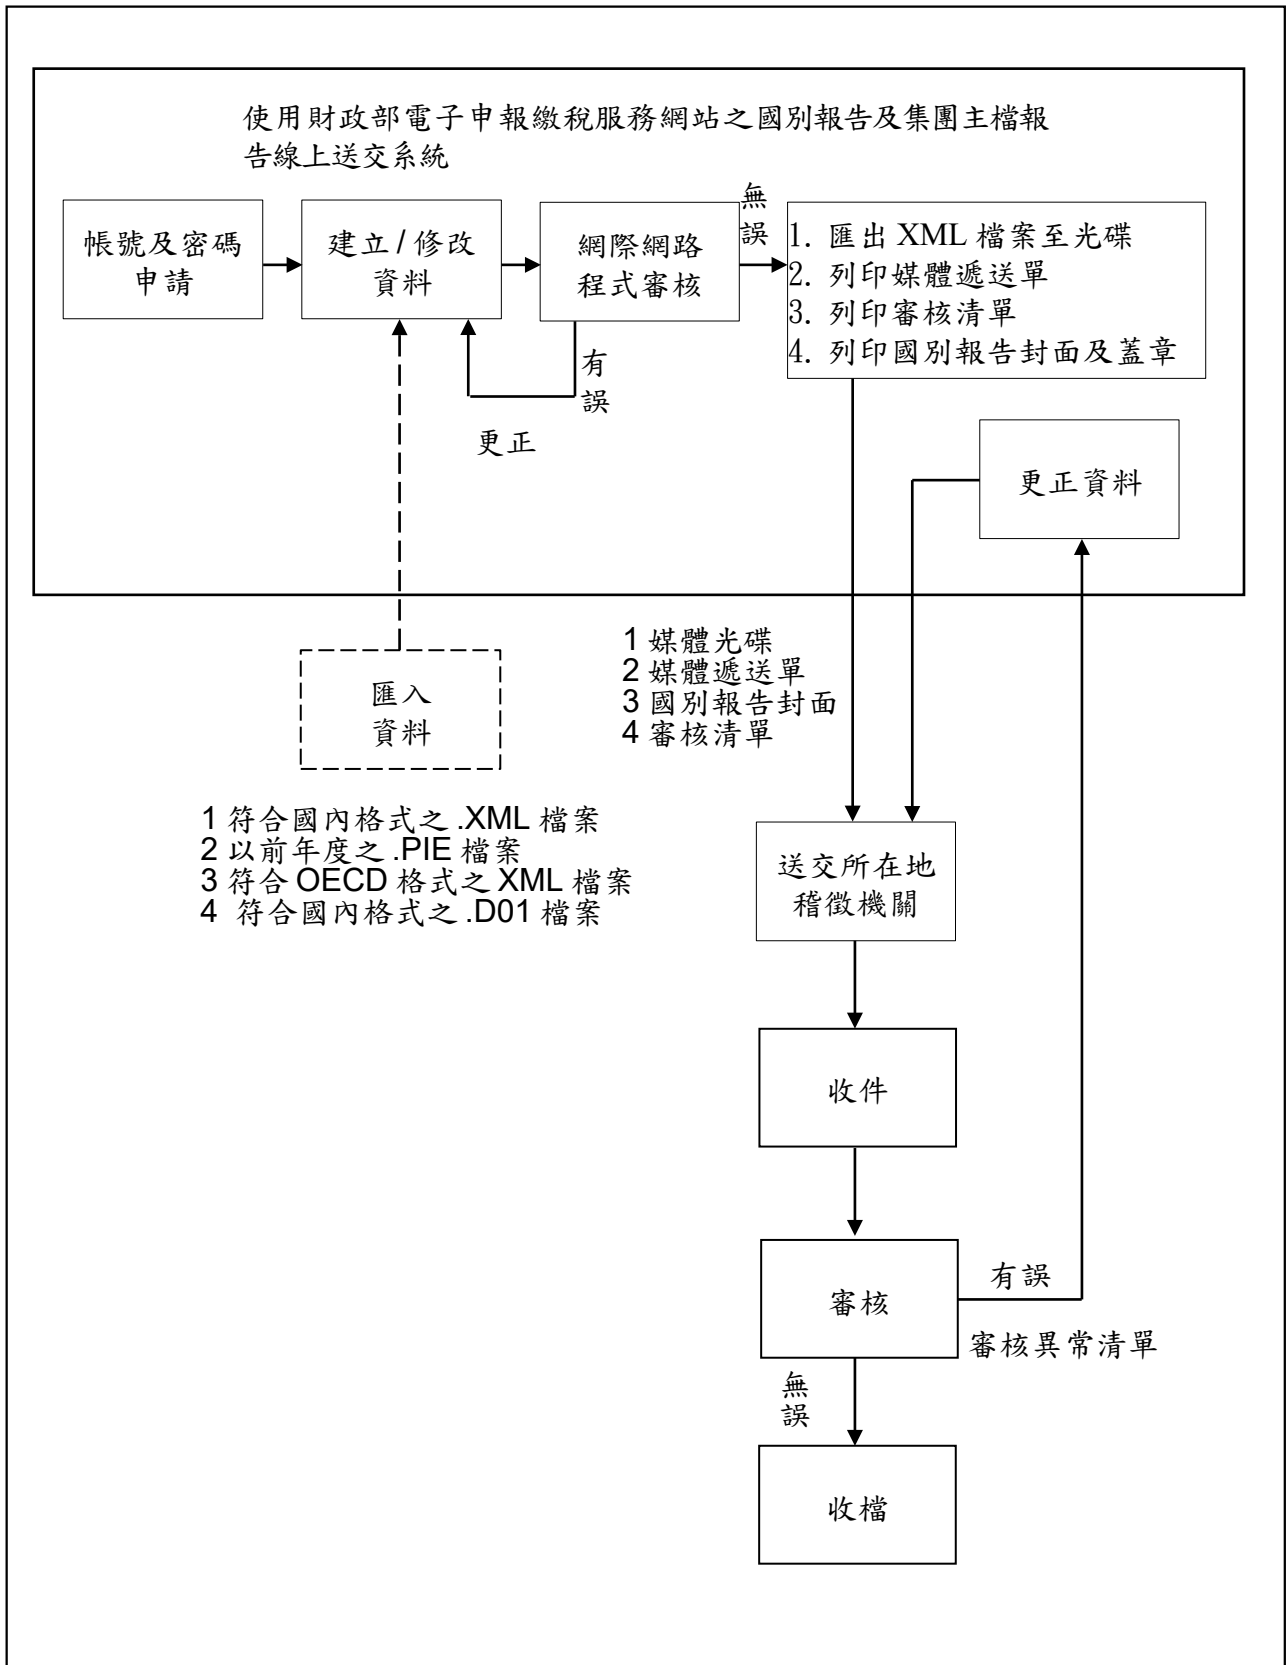 使用財政部電子申報繳稅服務網站之國別報告及集團主檔報
告線上送交系統
帳號及密碼
申請
建立/修改
資料
網際網路
程式審核
無
誤
1. 匯出 XML 檔案至光碟
2. 列印媒體遞送單
3. 列印審核清單
4. 列印國別報告封面及蓋章
有
誤
更正
更正資料
匯入
資料
1 媒體光碟
2 媒體遞送單
3 國別報告封面
4 審核清單
1 符合國內格式之 .XML 檔案
2 以前年度之 .PIE 檔案
3 符合 OECD 格式之 XML 檔案
4 符合國內格式之 .D01 檔案
送交所在地
稽徵機關
收件
審核
有誤
審核異常清單
無
誤
收檔